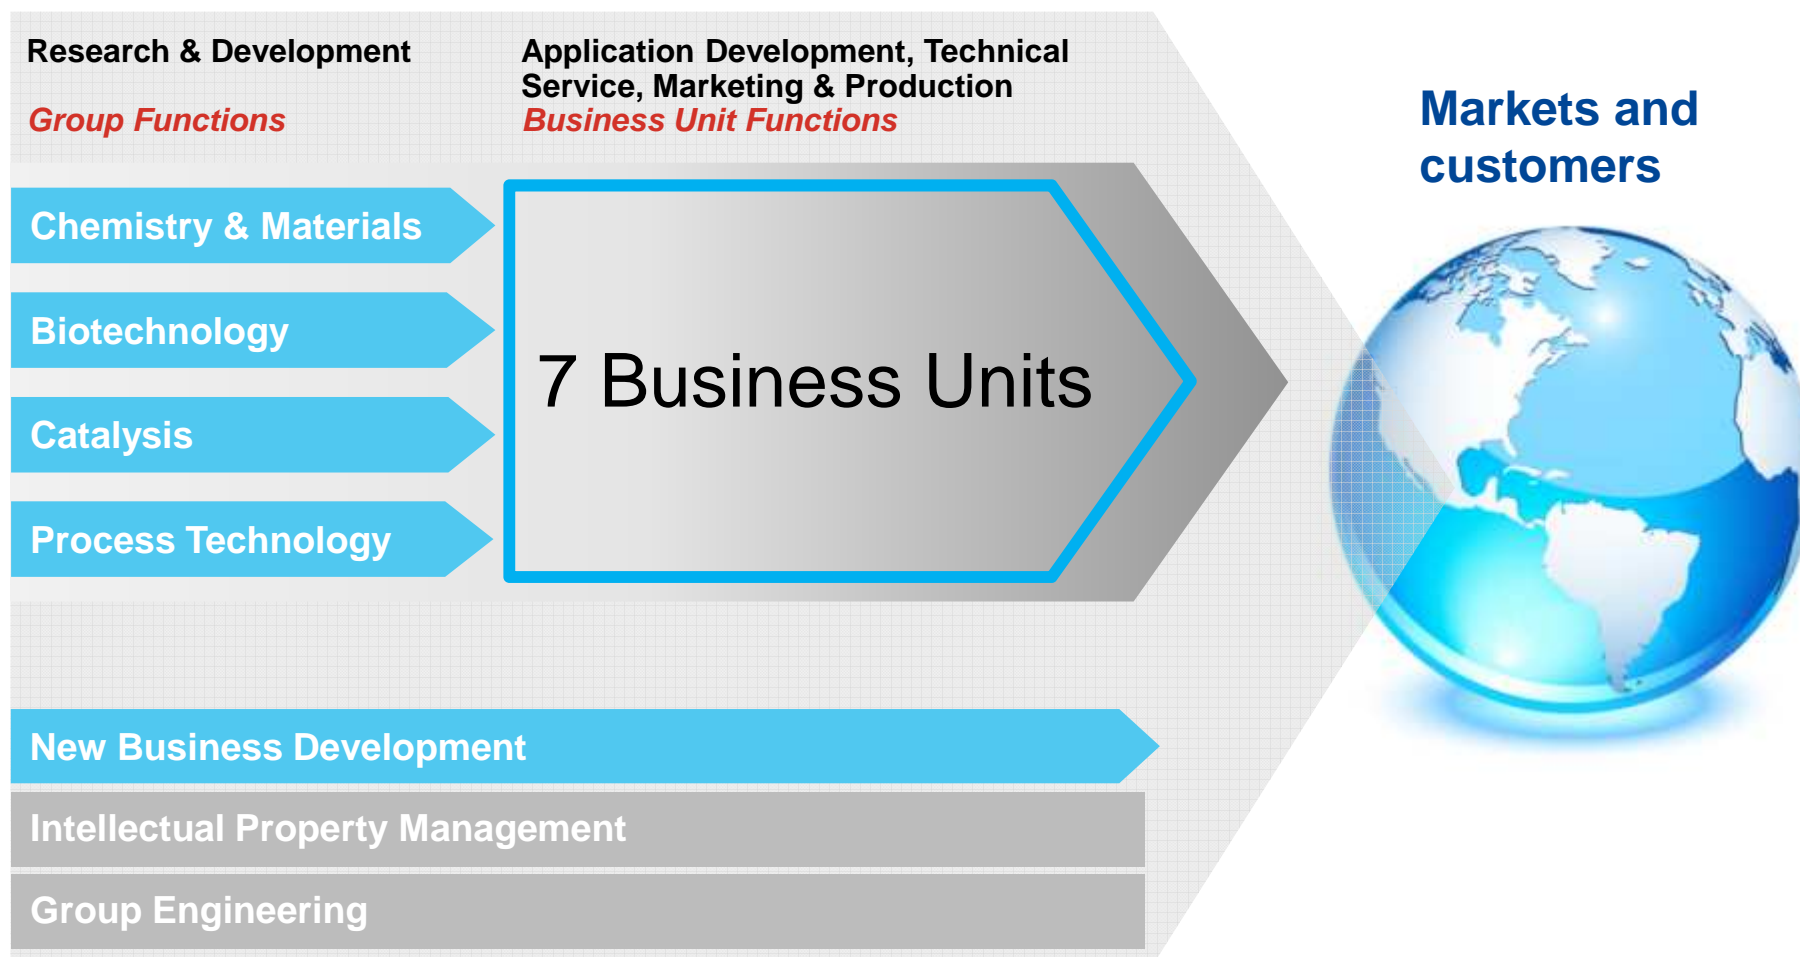 Research & Development
Group Functions
Application Development, Technical
Service, Marketing & Production
Business Unit Functions
Markets and
customers
Chemistry & Materials
Biotechnology
Catalysis
Process Technology
7 Business Units
New Business Development
Intellectual Property Management
Group Engineering